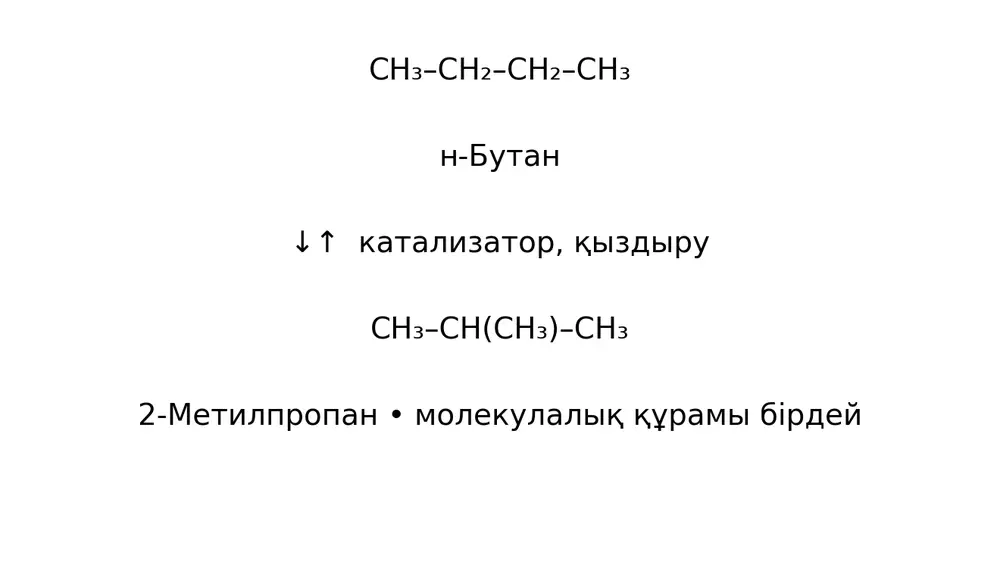 CH₃–CH₂–CH₂–CH₃
н-Бутан
↓↑ катализатор, қыздыру
CH₃–CH(CH₃)–CH₃
2-Метилпропан • молекулалық құрамы бірдей